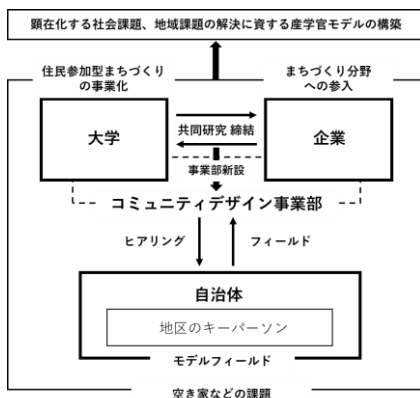 顕在化する社会課題、地域課題の解決に資する産学官モデルの構築
住民参加型まちづくり
の事業化
まちづくり分野
への参入
大学
共同研究 締結
企業
事業部新設
コミュニティデザイン事業部
ヒアリング
フィールド
自治体
地区のキーパーソン
モデルフィールド
空き家などの課題